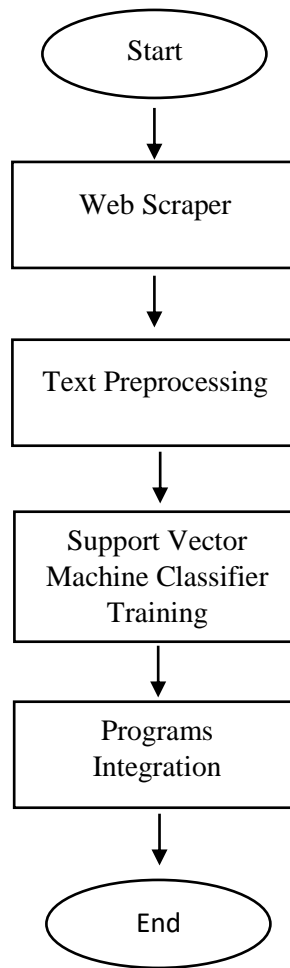 Start
Web Scraper
Text Preprocessing
Support Vector
Machine Classifier
Training
Programs
Integration
End